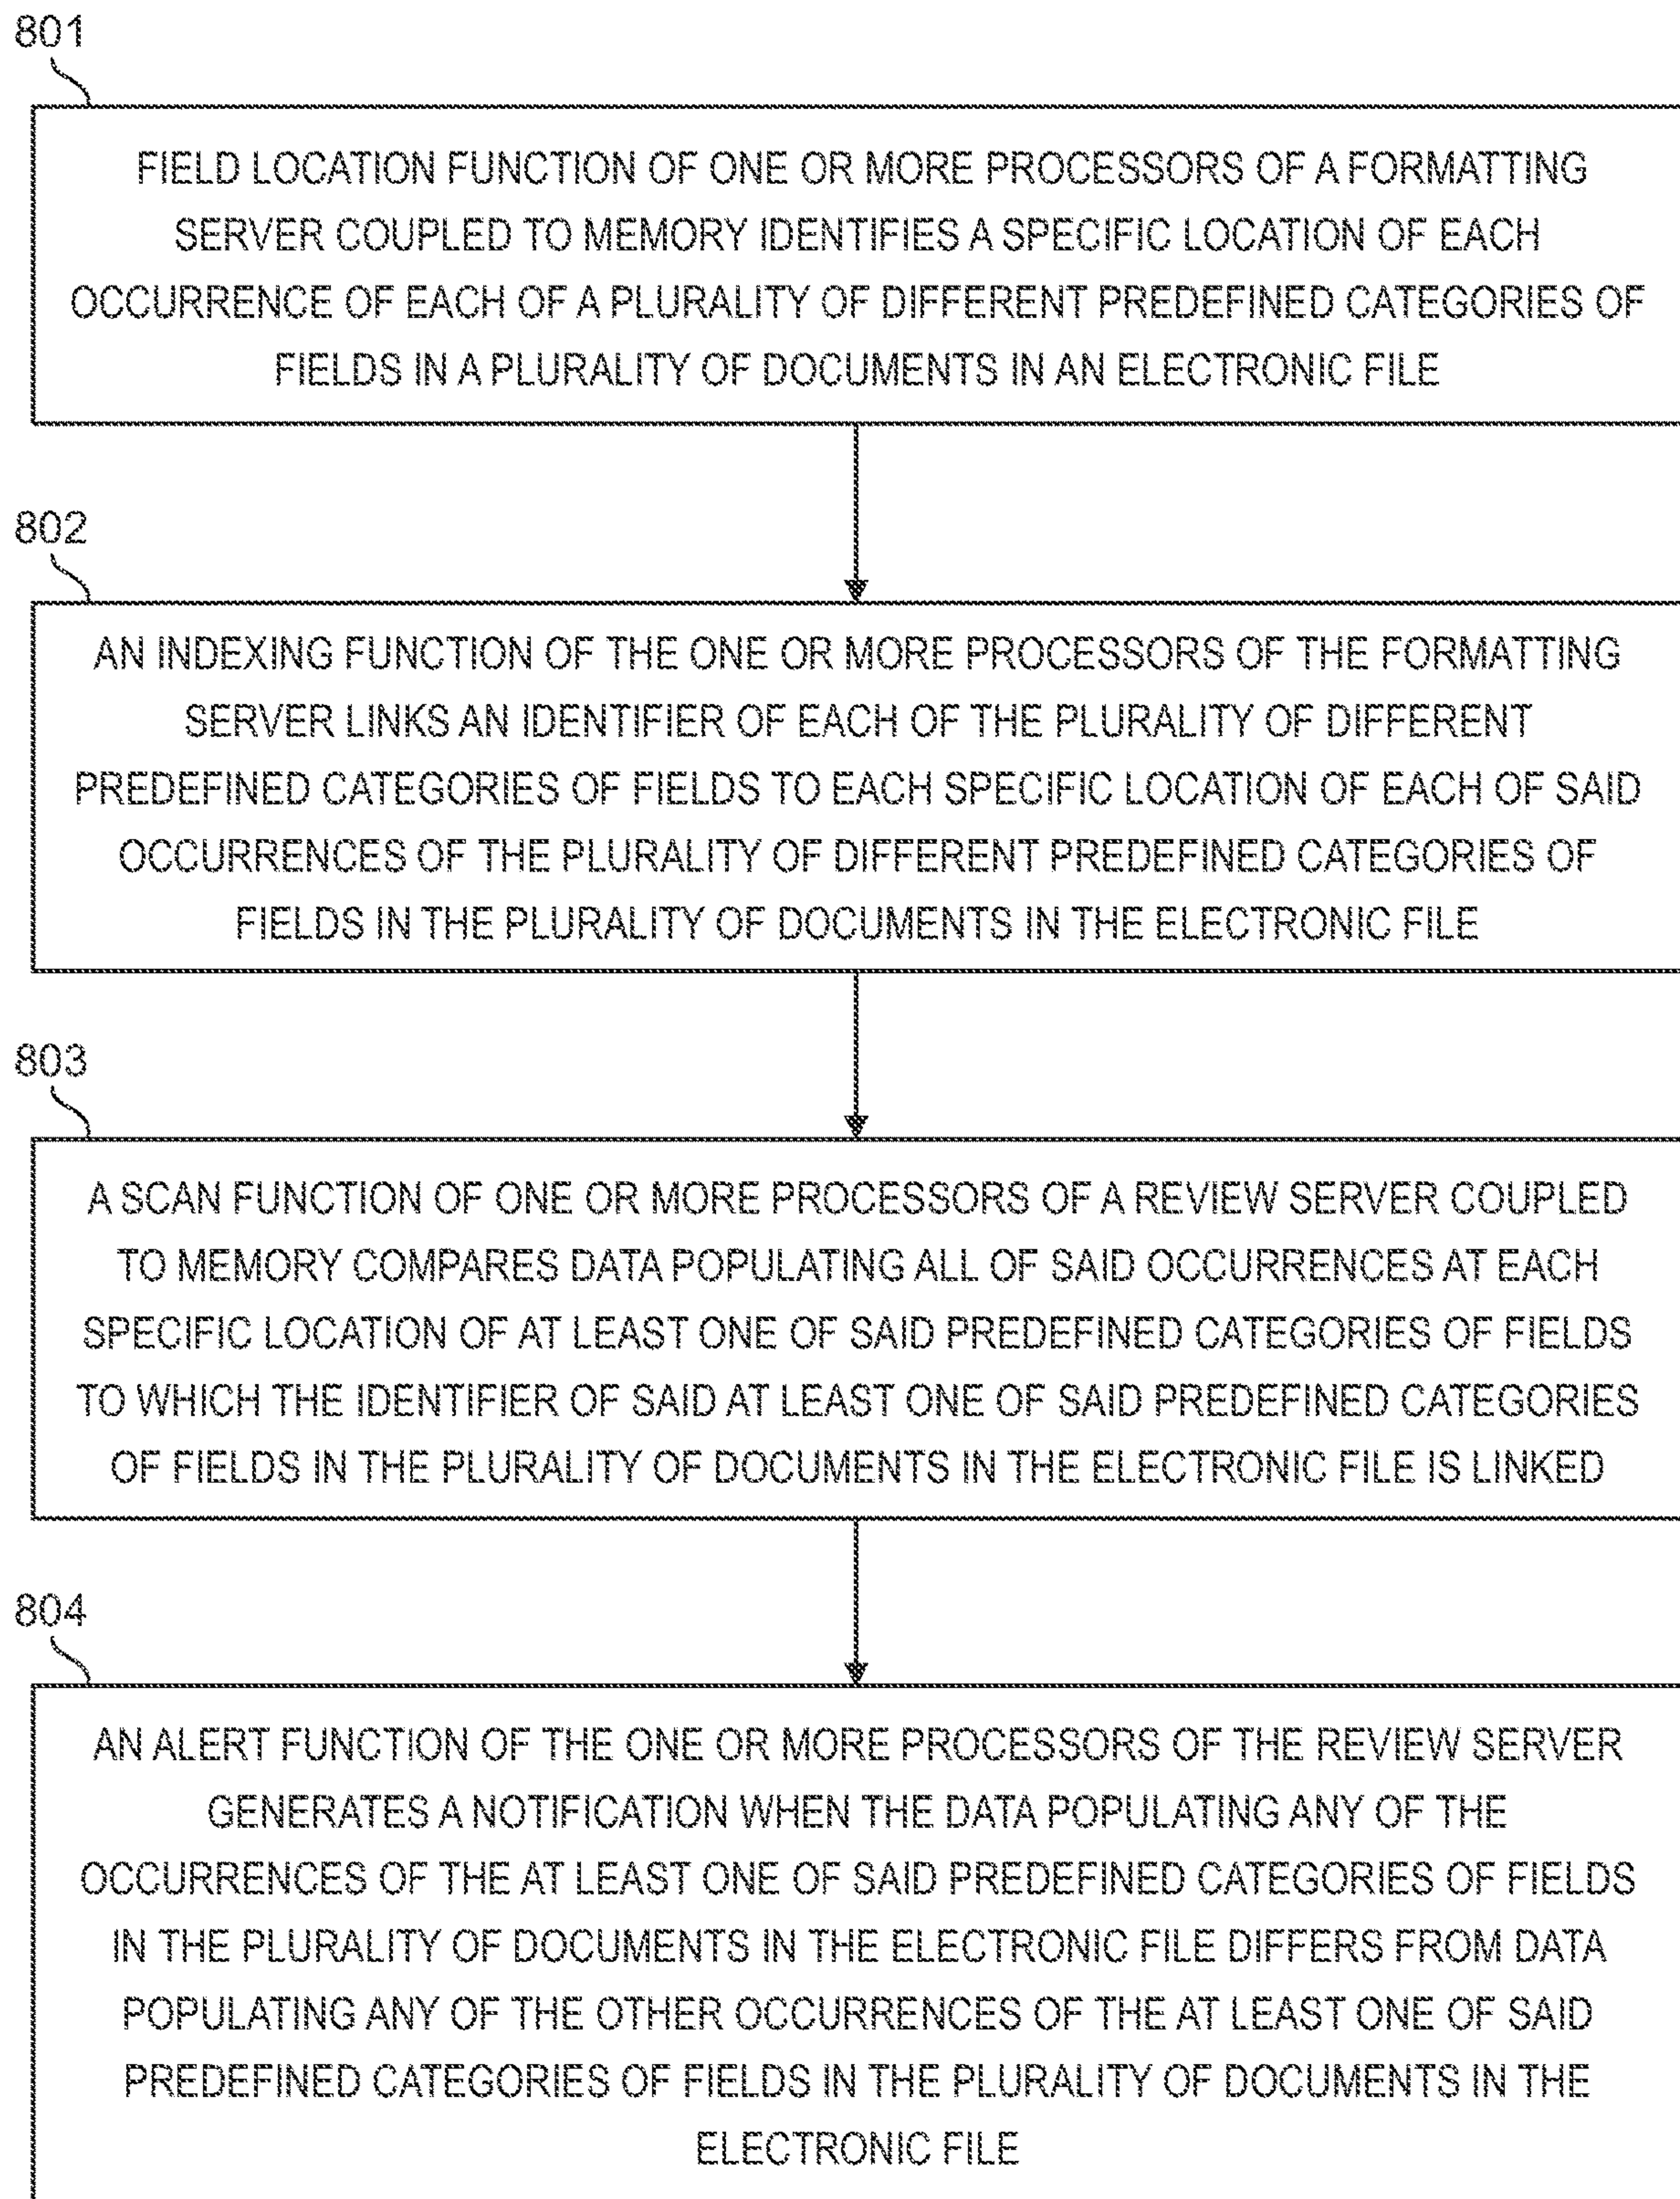 801
FIELD LOCATION FUNCTION OF ONE OR MORE PROCESSORS OF A FORMATTING
SERVER COUPLED TO MEMORY IDENTIFIES A SPECIFIC LOCATION OF EACH
OCCURRENCE OF EACH OF A PLURALITY OF DIFFERENT PREDEFINED CATEGORIES OF
FIELDS IN A PLURALITY OF DOCUMENTS IN AN ELECTRONIC FILE
802
AN INDEXING FUNCTION OF THE ONE OR MORE PROCESSORS OF THE FORMATTING
SERVER LINKS AN IDENTIFIER OF EACH OF THE PLURALITY OF DIFFERENT
PREDEFINED CATEGORIES OF FIELDS TO EACH SPECIFIC LOCATION OF EACH OF SAID
OCCURRENCES OF THE PLURALITY OF DIFFERENT PREDEFINED CATEGORIES OF
FIELDS IN THE PLURALITY OF DOCUMENTS IN THE ELECTRONIC FILE
803
A SCAN FUNCTION OF ONE OR MORE PROCESSORS OF A REVIEW SERVER COUPLED
TO MEMORY COMPARES DATA POPULATING ALL OF SAID OCCURRENCES AT EACH
SPECIFIC LOCATION OF AT LEAST ONE OF SAID PREDEFINED CATEGORIES OF FIELDS
TO WHICH THE IDENTIFIER OF SAID AT LEAST ONE OF SAID PREDEFINED CATEGORIES
OF FIELDS IN THE PLURALITY OF DOCUMENTS IN THE ELECTRONIC FILE IS LINKED
804
AN ALERT FUNCTION OF THE ONE OR MORE PROCESSORS OF THE REVIEW SERVER
GENERATES A NOTIFICATION WHEN THE DATA POPULATING ANY OF THE
OCCURRENCES OF THE AT LEAST ONE OF SAID PREDEFINED CATEGORIES OF FIELDS
IN THE PLURALITY OF DOCUMENTS IN THE ELECTRONIC FILE DIFFERS FROM DATA
POPULATING ANY OF THE OTHER OCCURRENCES OF THE AT LEAST ONE OF SAID
PREDEFINED CATEGORIES OF FIELDS IN THE PLURALITY OF DOCUMENTS IN THE
ELECTRONIC FILE